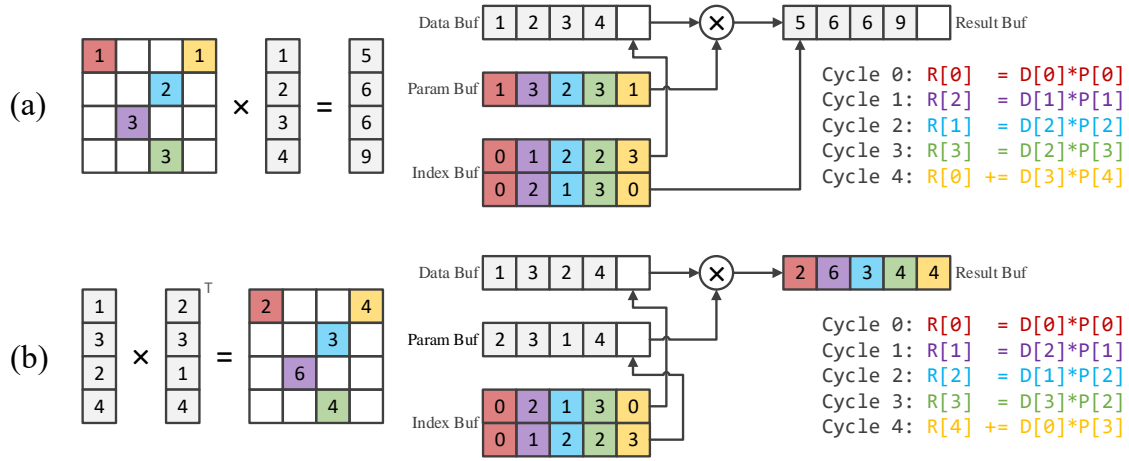 (a)
1 1
2
3
3
×
1
2
3
4
=
5
6
6
9
Data Buf 1 2 3 4
×
5 6 6 9 Result Buf
Param Buf 1 3 2 3 1
Index Buf
0 1 2 2 3
0 2 1 3 0
Cycle 0: R[0] = D[0]*P[0]
Cycle 1: R[2] = D[1]*P[1]
Cycle 2: R[1] = D[2]*P[2]
Cycle 3: R[3] = D[2]*P[3]
Cycle 4: R[0] += D[3]*P[4]
(b)
1
3
2
4
×
2
3
1
4
T
=
2 4
3
6
4
Data Buf 1 3 2 4
×
2 6 3 4 4 Result Buf
Param Buf 2 3 1 4
Index Buf
0 2 1 3 0
0 1 2 2 3
Cycle 0: R[0] = D[0]*P[0]
Cycle 1: R[1] = D[2]*P[1]
Cycle 2: R[2] = D[1]*P[2]
Cycle 3: R[3] = D[3]*P[2]
Cycle 4: R[4] += D[0]*P[3]